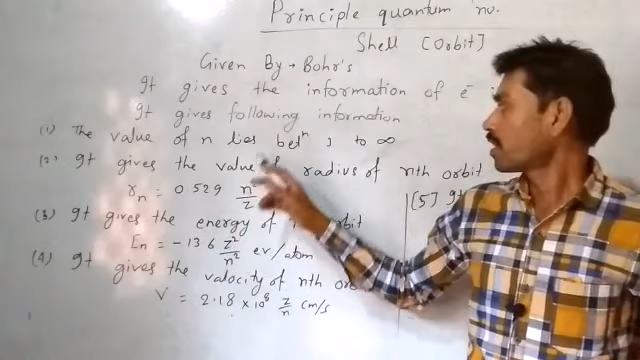 Principle quantum no.
Shell [Orbit]
Given By → Bohr's
It gives the information of e⁻
It gives following information
(1) The value of n lies betⁿ 1 to ∞
(2) It gives the value of radius of nth orbit
rn = 0.529 n²/Z
(3) It gives the energy of orbit
En = -13.6 Z²/n² ev/atom
(4) It gives the valocity of nth
V = 2.18 × 10⁸ Z/n cm/s
[5] It